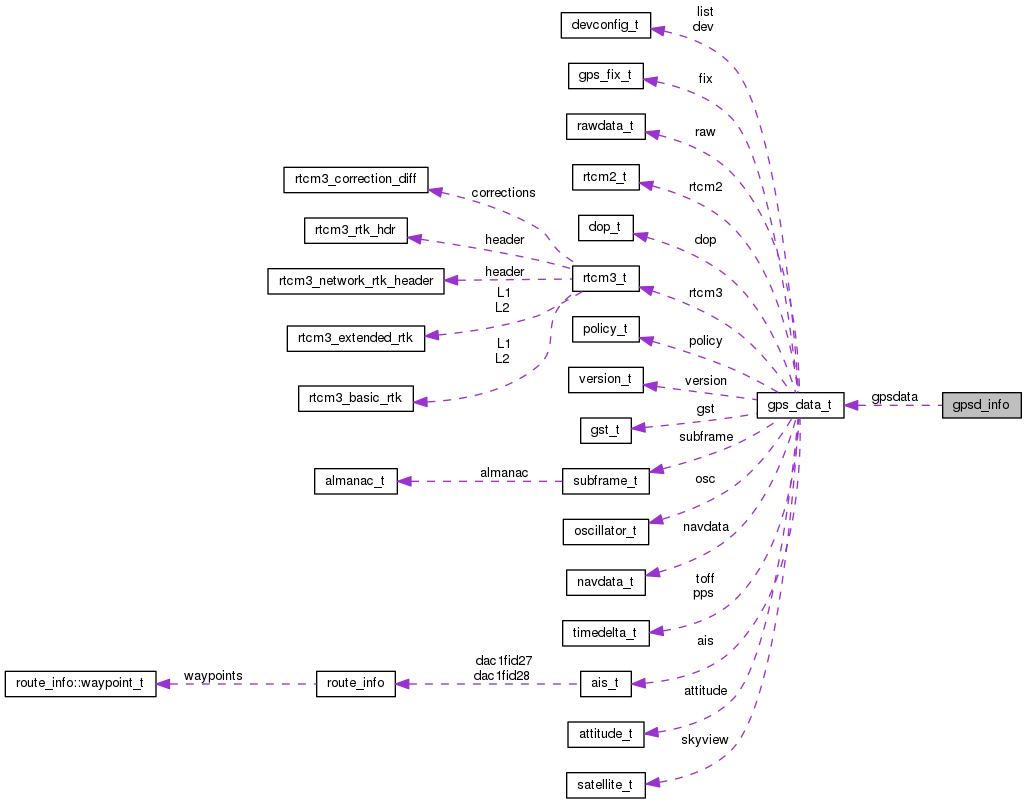 list
dev
devconfig_t
gps_fix_t
fix
rawdata_t
raw
rtcm2_t
rtcm2
rtcm3_correction_diff
corrections
rtcm3_rtk_hdr
header
dop_t
dop
rtcm3_network_rtk_header
header
rtcm3_t
rtcm3
L1
L2
rtcm3_extended_rtk
policy_t
policy
L1
L2
rtcm3_basic_rtk
version_t
version
gps_data_t
gpsdata
gpsd_info
gst_t
gst
subframe
almanac_t
almanac
subframe_t
osc
oscillator_t
navdata
navdata_t
toff
pps
timedelta_t
ais
route_info::waypoint_t
waypoints
route_info
dac1fid27
dac1fid28
ais_t
attitude
attitude_t
skyview
satellite_t